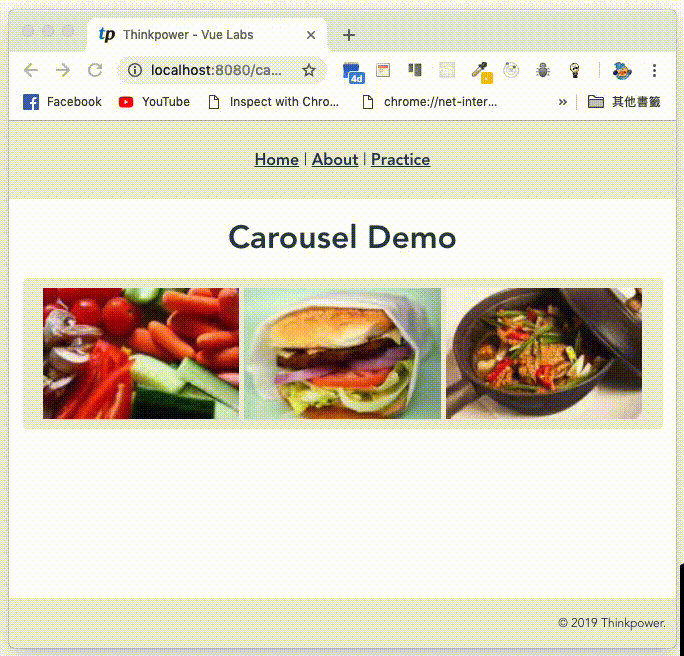 tp Thinkpower - Vue Labs
localhost:8080/ca...
4d
Facebook YouTube Inspect with Chro... chrome://net-inter... » 其他書籤
Home | About | Practice
Carousel Demo
© 2019 Thinkpower.